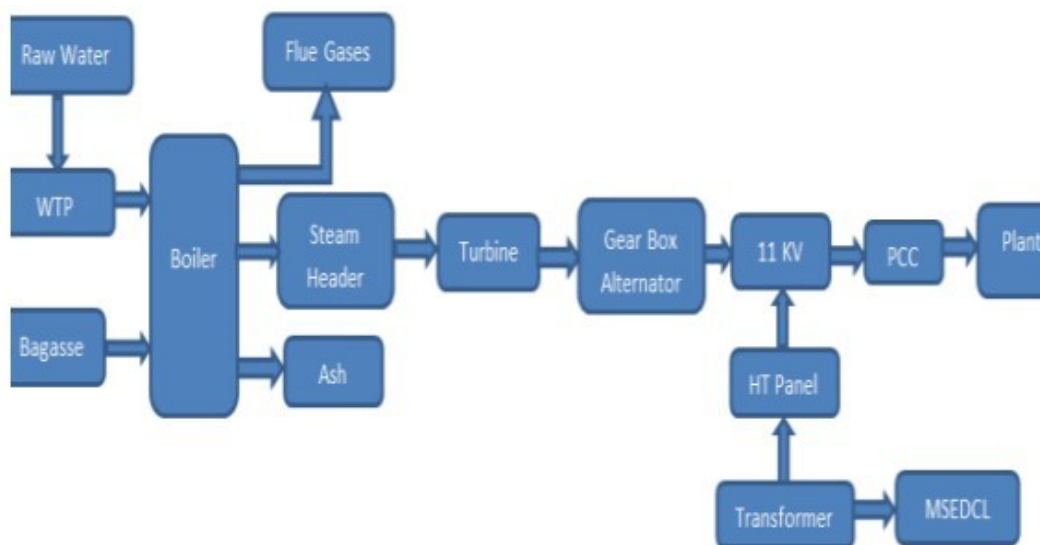 Raw Water
Flue Gases
WTP
Boiler
Steam
Header
Turbine
Gear Box
Alternator
11 KV
PCC
Plant
Bagasse
Ash
HT Panel
Transformer
MSEDCL